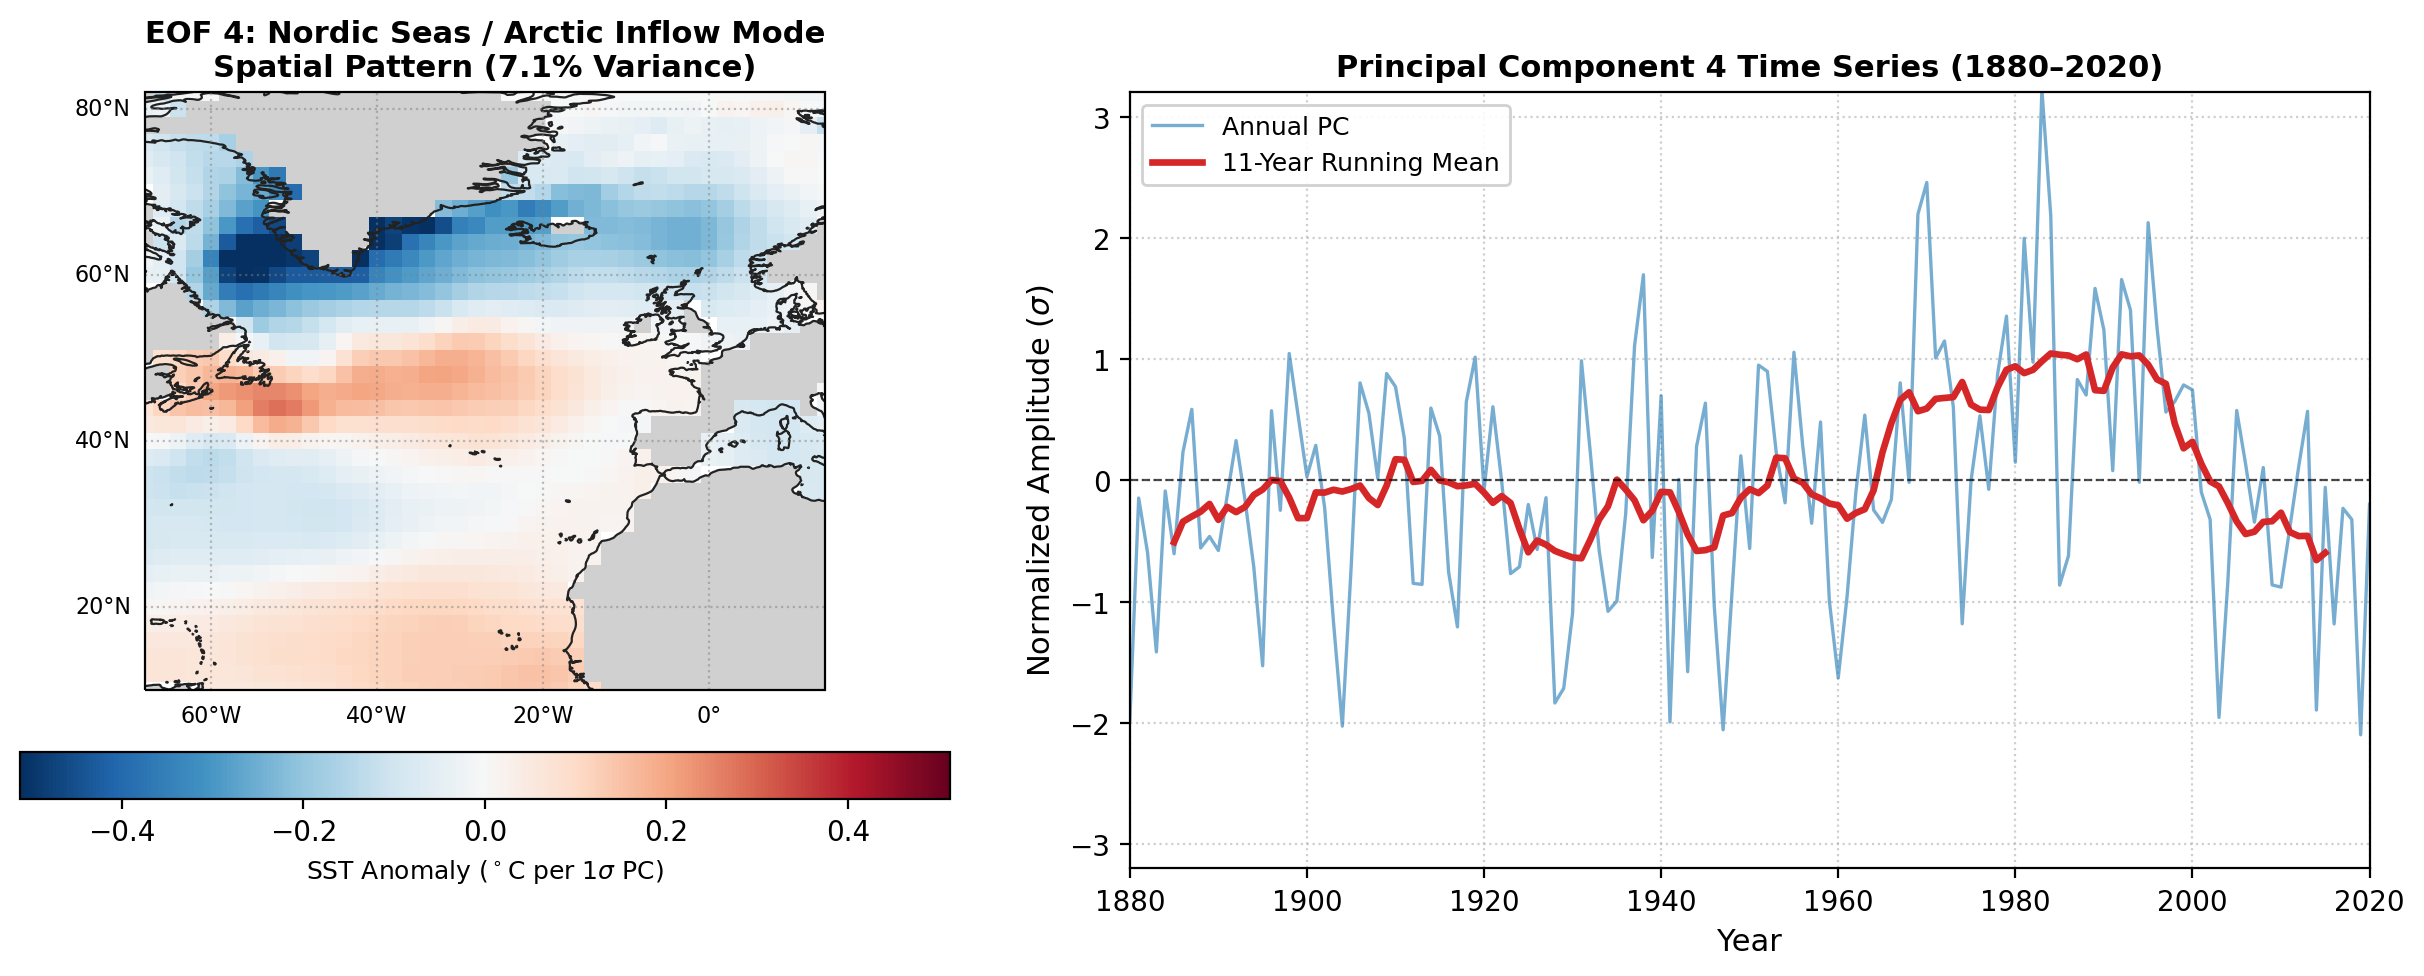 EOF 4: Nordic Seas / Arctic Inflow Mode
Spatial Pattern (7.1% Variance)
80°N
60°N
40°N
20°N
60°W
40°W
20°W
0°
−0.4
−0.2
0.0
0.2
0.4
SST Anomaly (°C per 1σ PC)
Principal Component 4 Time Series (1880–2020)
Annual PC
11-Year Running Mean
Normalized Amplitude (σ)
3
2
1
0
−1
−2
−3
1880
1900
1920
1940
1960
1980
2000
2020
Year